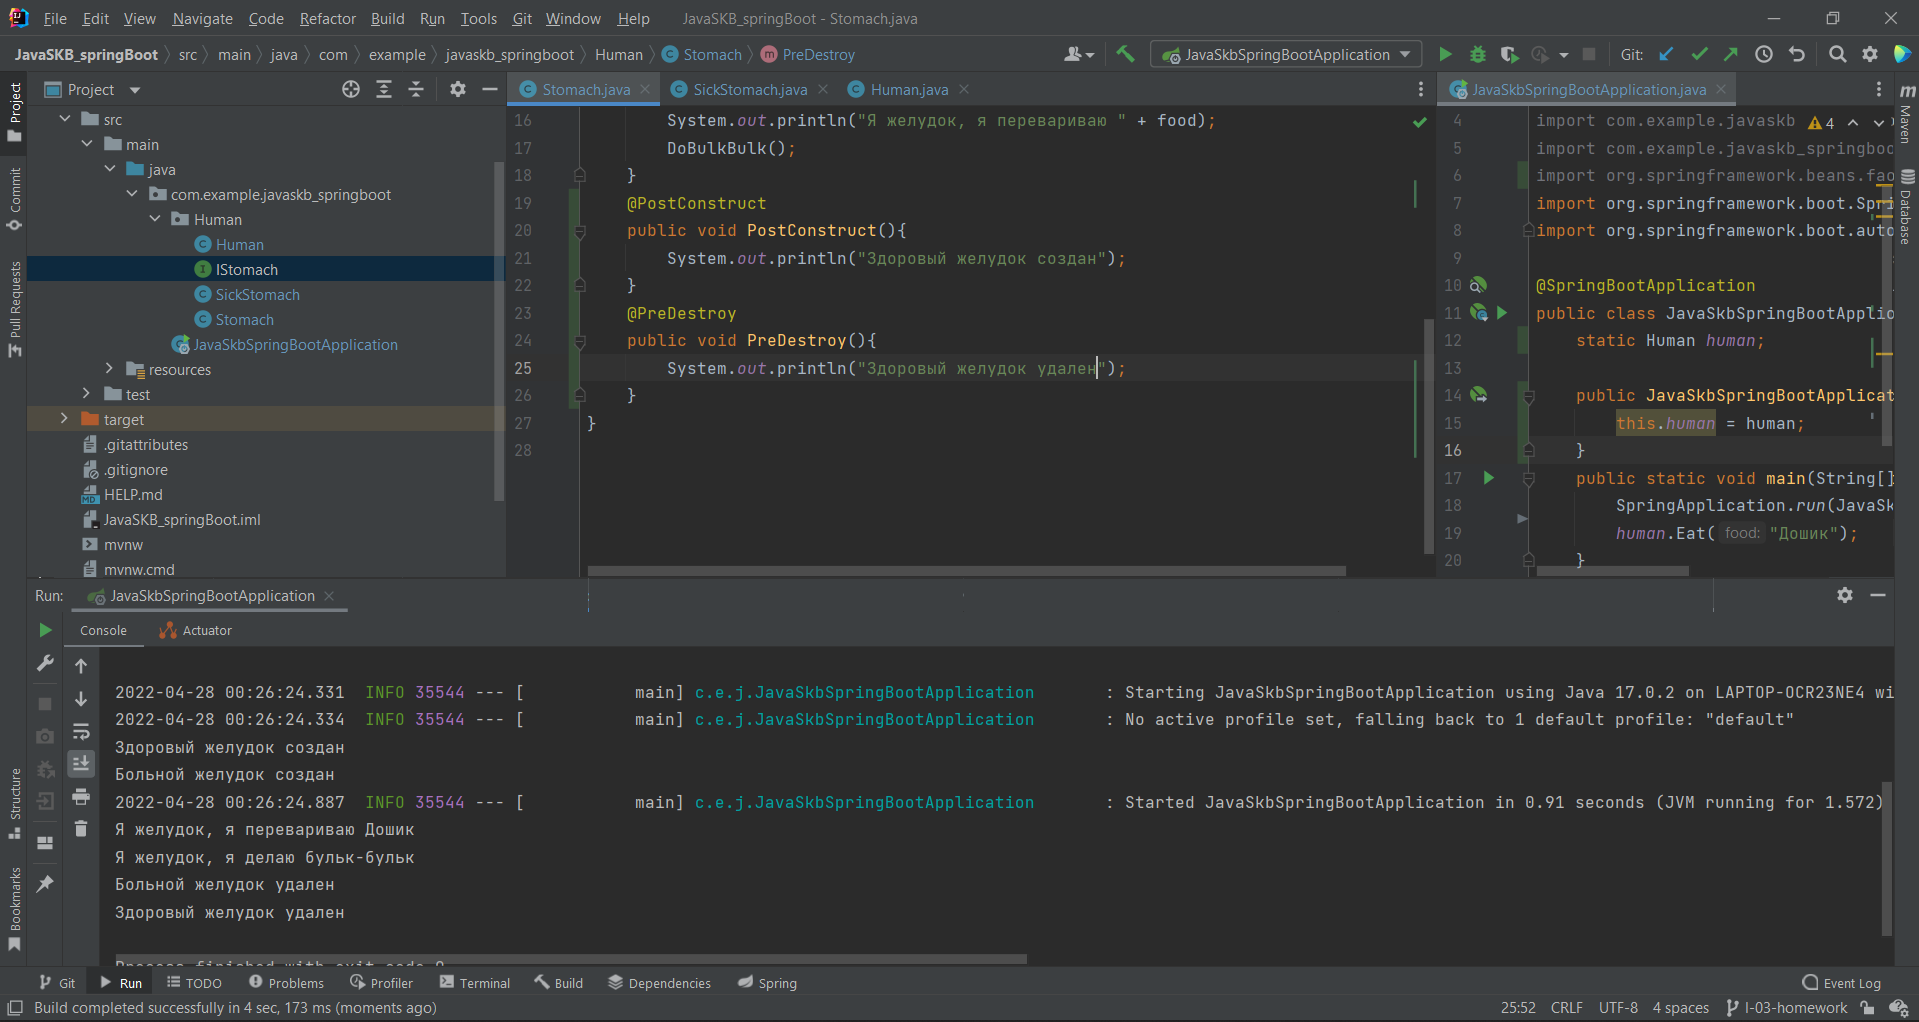 File Edit View Navigate Code Refactor Build Run Tools Git Window Help JavaSKB_springBoot - Stomach.java
JavaSKB_springBoot src main java com example javaskb_springboot Human Stomach PreDestroy JavaSkbSpringBootApplication Git:
Project
Stomach.java SickStomach.java Human.java JavaSkbSpringBootApplication.java
Project
Commit
Pull Requests
Structure
Bookmarks
src
main
java
com.example.javaskb_springboot
Human
Human
IStomach
SickStomach
Stomach
JavaSkbSpringBootApplication
resources
test
target
.gitattributes
.gitignore
HELP.md
JavaSKB_springBoot.iml
mvnw
mvnw.cmd
16 System.out.println("Я желудок, я перевариваю " + food);
17 DoBulkBulk();
18 }
19 @PostConstruct
20 public void PostConstruct(){
21 System.out.println("Здоровый желудок создан");
22 }
23 @PreDestroy
24 public void PreDestroy(){
25 System.out.println("Здоровый желудок удален");
26 }
27 }
28
4 import com.example.javaskb 4
5 import com.example.javaskb_springboo
6 import org.springframework.beans.fac
7 import org.springframework.boot.Spri
8 import org.springframework.boot.auto
9
10 @SpringBootApplication
11 public class JavaSkbSpringBootApplic
12 static Human human;
13
14 public JavaSkbSpringBootApplicat
15 this.human = human;
16 }
17 public static void main(String[]
18 SpringApplication.run(JavaSk
19 human.Eat( food: "Дошик");
20 }
m Maven
Database
Run: JavaSkbSpringBootApplication
Console Actuator
2022-04-28 00:26:24.331 INFO 35544 --- [ main] c.e.j.JavaSkbSpringBootApplication : Starting JavaSkbSpringBootApplication using Java 17.0.2 on LAPTOP-OCR23NE4 wi
2022-04-28 00:26:24.334 INFO 35544 --- [ main] c.e.j.JavaSkbSpringBootApplication : No active profile set, falling back to 1 default profile: "default"
Здоровый желудок создан
Больной желудок создан
2022-04-28 00:26:24.887 INFO 35544 --- [ main] c.e.j.JavaSkbSpringBootApplication : Started JavaSkbSpringBootApplication in 0.91 seconds (JVM running for 1.572)
Я желудок, я перевариваю Дошик
Я желудок, я делаю бульк-бульк
Больной желудок удален
Здоровый желудок удален
Process finished with exit code 0
Git Run TODO Problems Profiler Terminal Build Dependencies Spring Event Log
Build completed successfully in 4 sec, 173 ms (moments ago) 25:52 CRLF UTF-8 4 spaces I-03-homework